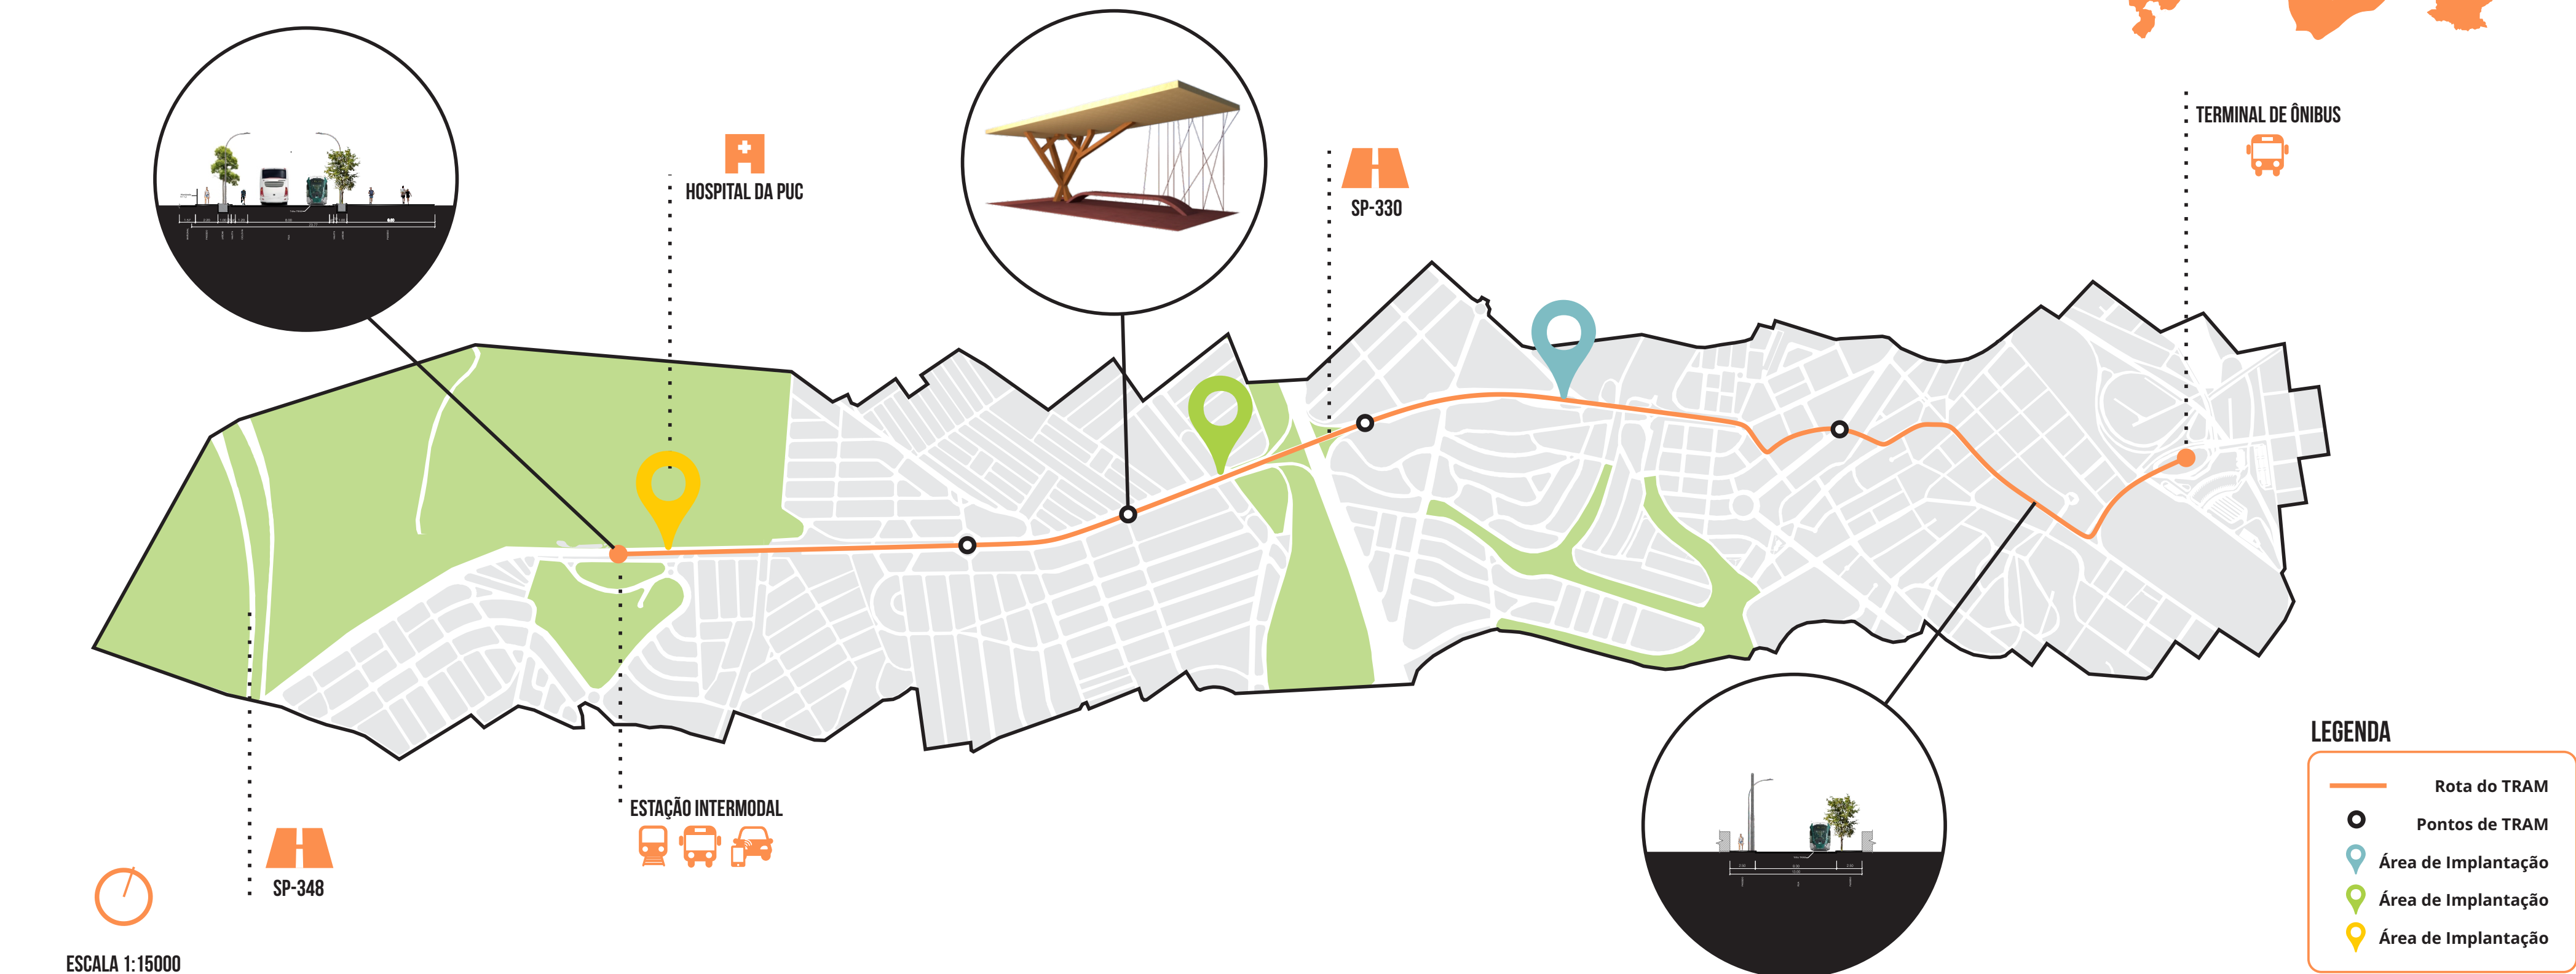 TERMINAL DE ÔNIBUS
HOSPITAL DA PUC
SP-330
ESTAÇÃO INTERMODAL
SP-348
ESCALA 1:15000
LEGENDA
Rota do TRAM
Pontos de TRAM
Área de Implantação
Área de Implantação
Área de Implantação